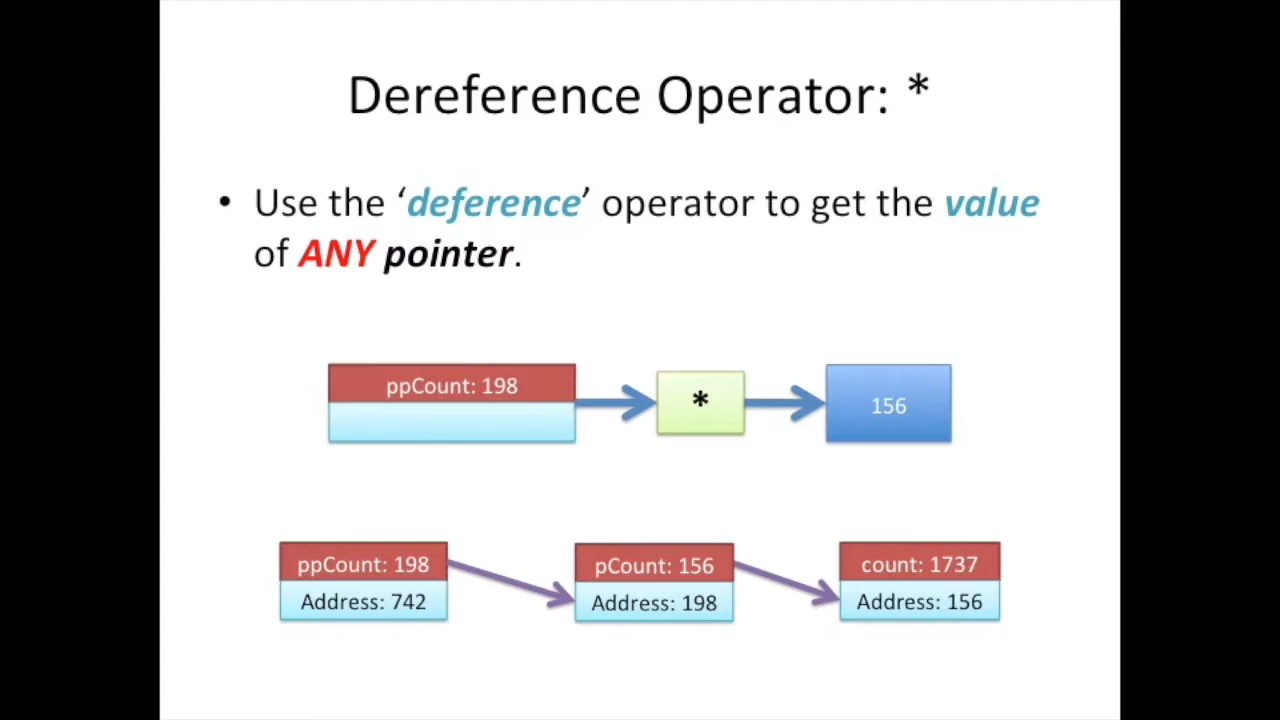 Dereference Operator: *
• Use the ‘deference’ operator to get the value
of ANY pointer.
ppCount: 198
*
156
ppCount: 198
Address: 742
pCount: 156
Address: 198
count: 1737
Address: 156